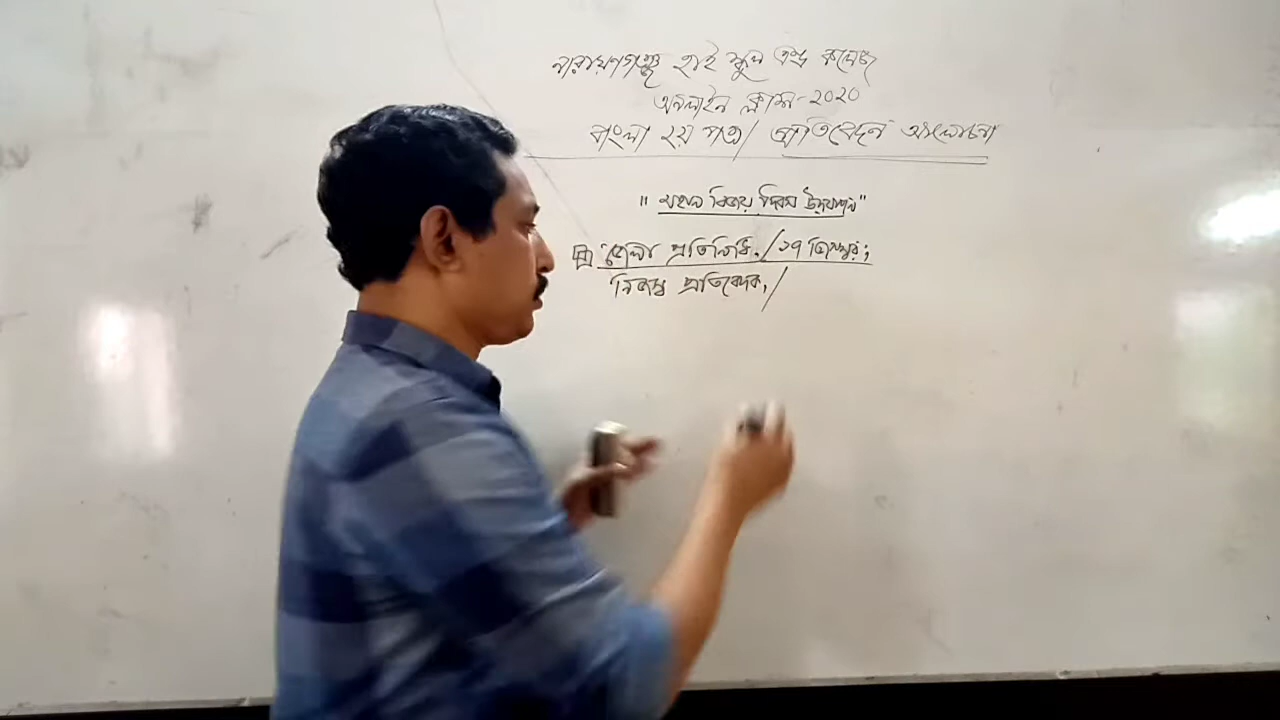 নারায়ণগঞ্জ হাই স্কুল এন্ড কলেজ
অনলাইন ক্লাশ-২০২০
বাংলা ২য় পত্র/ প্রতিবেদন আলোচনা
"মহান বিজয় দিবস উদযাপন"
জেলা প্রতিনিধি,/১৭ ডিসেম্বর;
নিজস্ব প্রতিবেদক,/